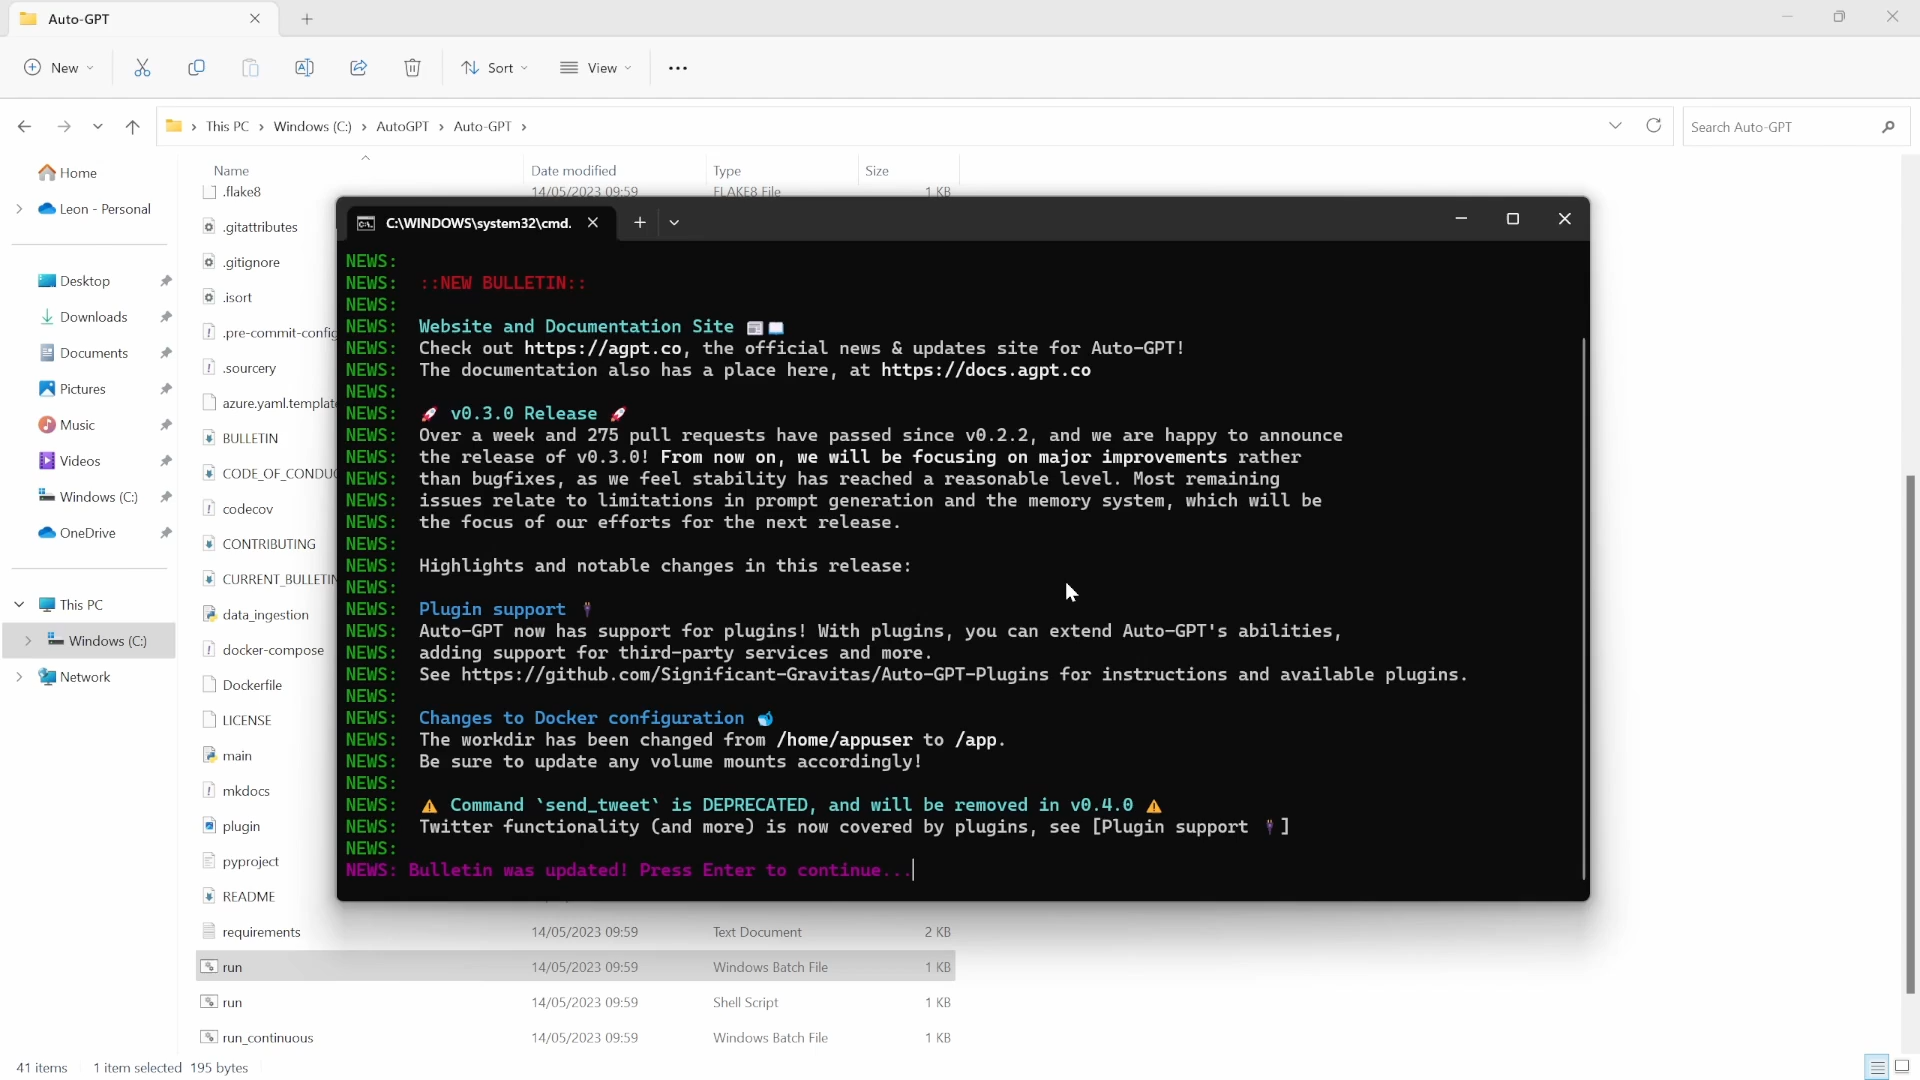 Auto-GPT
New
Sort
View
This PC > Windows (C:) > AutoGPT > Auto-GPT >
Search Auto-GPT
Name Date modified Type Size
Home
Leon - Personal
Desktop
Downloads
Documents
Pictures
Music
Videos
Windows (C:)
OneDrive
This PC
Windows (C:)
Network
.flake8 14/05/2023 09:59 FLAKE8 File 1 KB
.gitattributes
.gitignore
.isort
.pre-commit-config
.sourcery
azure.yaml.template
BULLETIN
CODE_OF_CONDUC
codecov
CONTRIBUTING
CURRENT_BULLETIN
data_ingestion
docker-compose
Dockerfile
LICENSE
main
mkdocs
plugin
pyproject
README
requirements 14/05/2023 09:59 Text Document 2 KB
run 14/05/2023 09:59 Windows Batch File 1 KB
run 14/05/2023 09:59 Shell Script 1 KB
run_continuous 14/05/2023 09:59 Windows Batch File 1 KB
C:\WINDOWS\system32\cmd.
NEWS:
NEWS: ::NEW BULLETIN::
NEWS:
NEWS: Website and Documentation Site 📰📖
NEWS: Check out https://agpt.co, the official news & updates site for Auto-GPT!
NEWS: The documentation also has a place here, at https://docs.agpt.co
NEWS:
NEWS: 🚀 v0.3.0 Release 🚀
NEWS: Over a week and 275 pull requests have passed since v0.2.2, and we are happy to announce
NEWS: the release of v0.3.0! From now on, we will be focusing on major improvements rather
NEWS: than bugfixes, as we feel stability has reached a reasonable level. Most remaining
NEWS: issues relate to limitations in prompt generation and the memory system, which will be
NEWS: the focus of our efforts for the next release.
NEWS:
NEWS: Highlights and notable changes in this release:
NEWS:
NEWS: Plugin support 🔌
NEWS: Auto-GPT now has support for plugins! With plugins, you can extend Auto-GPT's abilities,
NEWS: adding support for third-party services and more.
NEWS: See https://github.com/Significant-Gravitas/Auto-GPT-Plugins for instructions and available plugins.
NEWS:
NEWS: Changes to Docker configuration 🐋
NEWS: The workdir has been changed from /home/appuser to /app.
NEWS: Be sure to update any volume mounts accordingly!
NEWS:
NEWS: ⚠️ Command `send_tweet` is DEPRECATED, and will be removed in v0.4.0 ⚠️
NEWS: Twitter functionality (and more) is now covered by plugins, see [Plugin support 🔌]
NEWS:
NEWS: Bulletin was updated! Press Enter to continue...
41 items 1 item selected 195 bytes